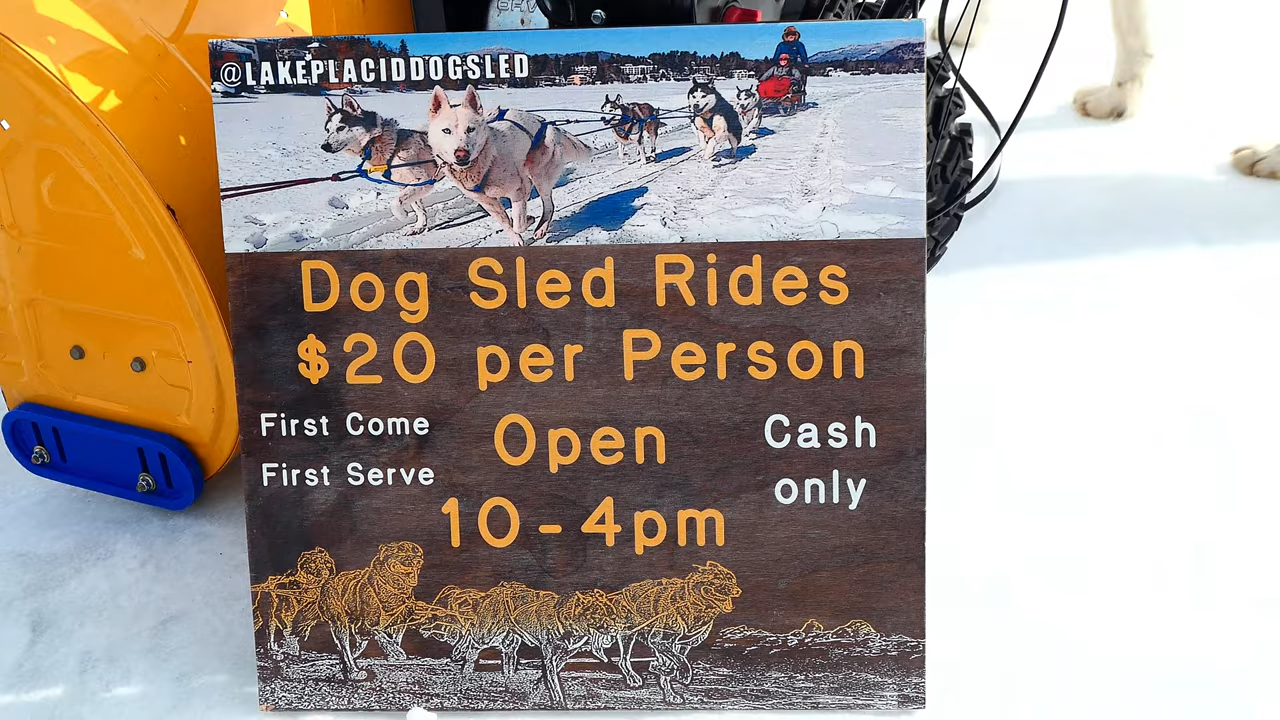 @LAKEPLACIDDOGSLED
Dog Sled Rides
$20 per Person
First Come
First Serve
Open
10-4pm
Cash
only